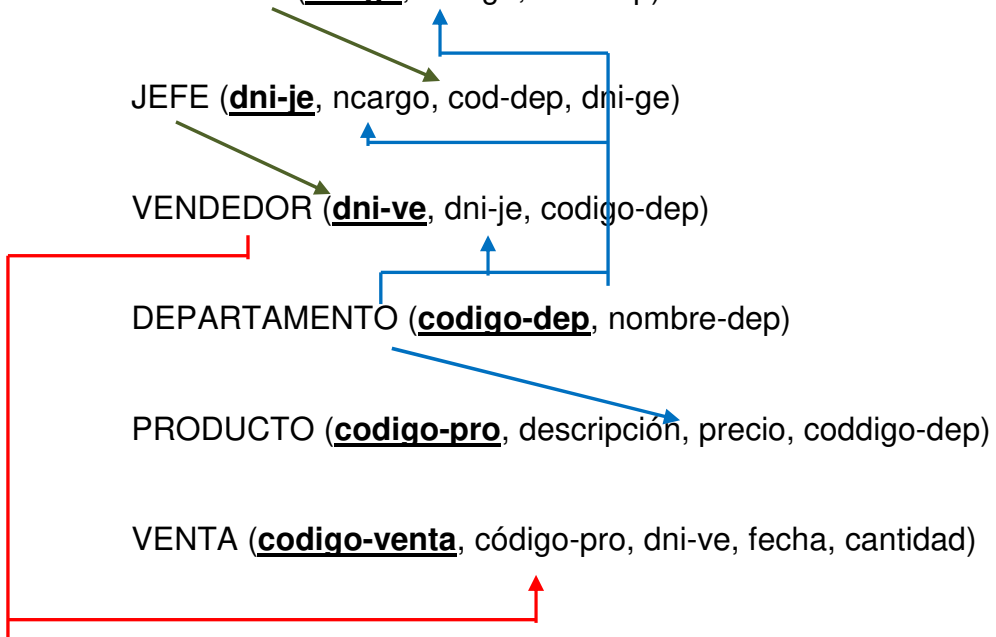 JEFE (dni-je, ncargo, cod-dep, dni-ge)
VENDEDOR (dni-ve, dni-je, codigo-dep)
DEPARTAMENTO (codigo-dep, nombre-dep)
PRODUCTO (codigo-pro, descripción, precio, coddigo-dep)
VENTA (codigo-venta, código-pro, dni-ve, fecha, cantidad)